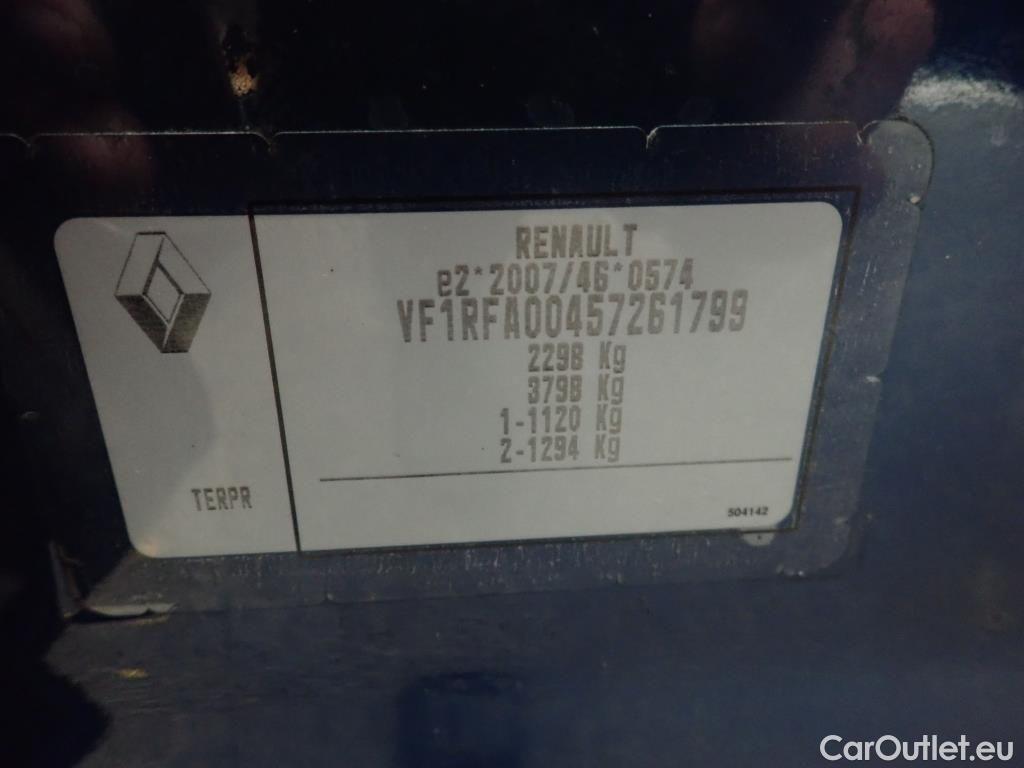 RENAULT
e2*2007/46*0574
VF1RFA00457261799
2298 Kg
3798 Kg
1-1120 Kg
2-1294 Kg
TERPR
504142
CarOutlet.eu